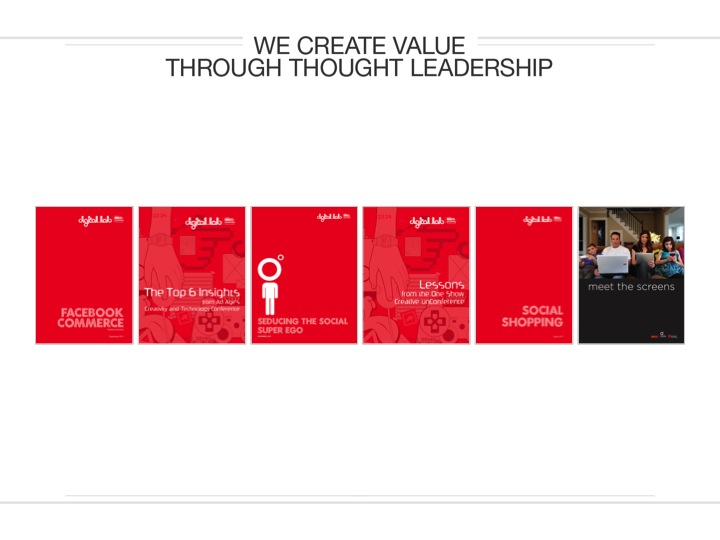 WE CREATE VALUE
THROUGH THOUGHT LEADERSHIP
digital lab
FACEBOOK
COMMERCE
digital lab
The Top 6 Insights
from Ad Age's
Creativity and Technology Conference
digital lab
SEDUCING THE SOCIAL
SUPER EGO
digital lab
Lessons
from the One Show
Creative unConference
digital lab
SOCIAL
SHOPPING
meet the screens